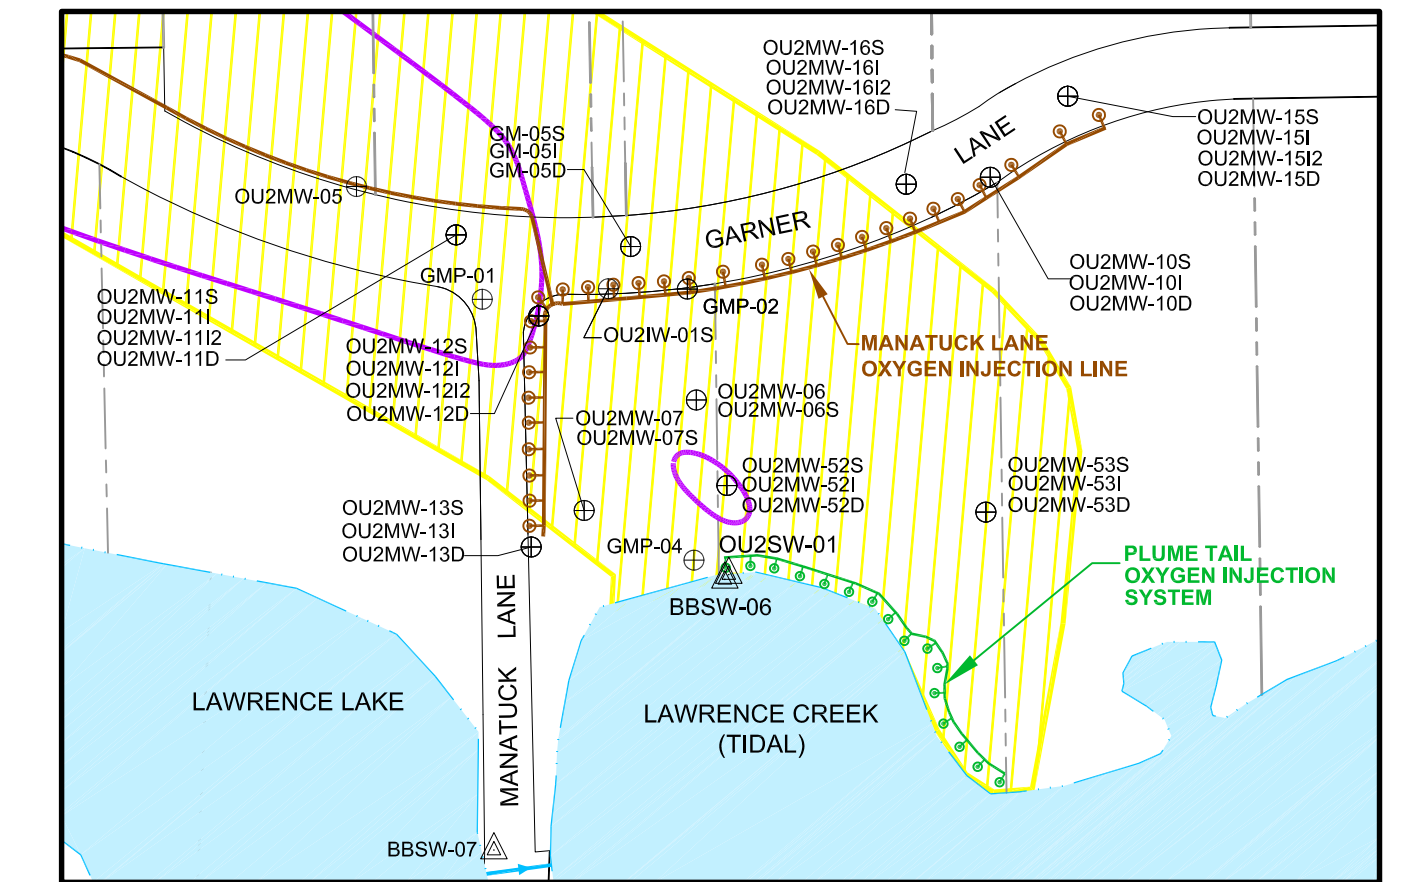 OU2MW-16S
OU2MW-16I
OU2MW-16I2
OU2MW-16D
OU2MW-15S
OU2MW-15I
OU2MW-15I2
OU2MW-15D
GM-05S
GM-05I
GM-05D
LANE
GARNER
OU2MW-05
GMP-01
GMP-02
OU2MW-10S
OU2MW-10I
OU2MW-10D
OU2MW-11S
OU2MW-11I
OU2MW-11I2
OU2MW-11D
OU2IW-01S
MANATUCK LANE
OXYGEN INJECTION LINE
OU2MW-12S
OU2MW-12I
OU2MW-12I2
OU2MW-12D
OU2MW-06
OU2MW-06S
OU2MW-07
OU2MW-07S
OU2MW-52S
OU2MW-52I
OU2MW-52D
OU2MW-53S
OU2MW-53I
OU2MW-53D
OU2MW-13S
OU2MW-13I
OU2MW-13D
GMP-04
OU2SW-01
BBSW-06
PLUME TAIL
OXYGEN INJECTION
SYSTEM
MANATUCK LANE
LAWRENCE LAKE
LAWRENCE CREEK
(TIDAL)
BBSW-07